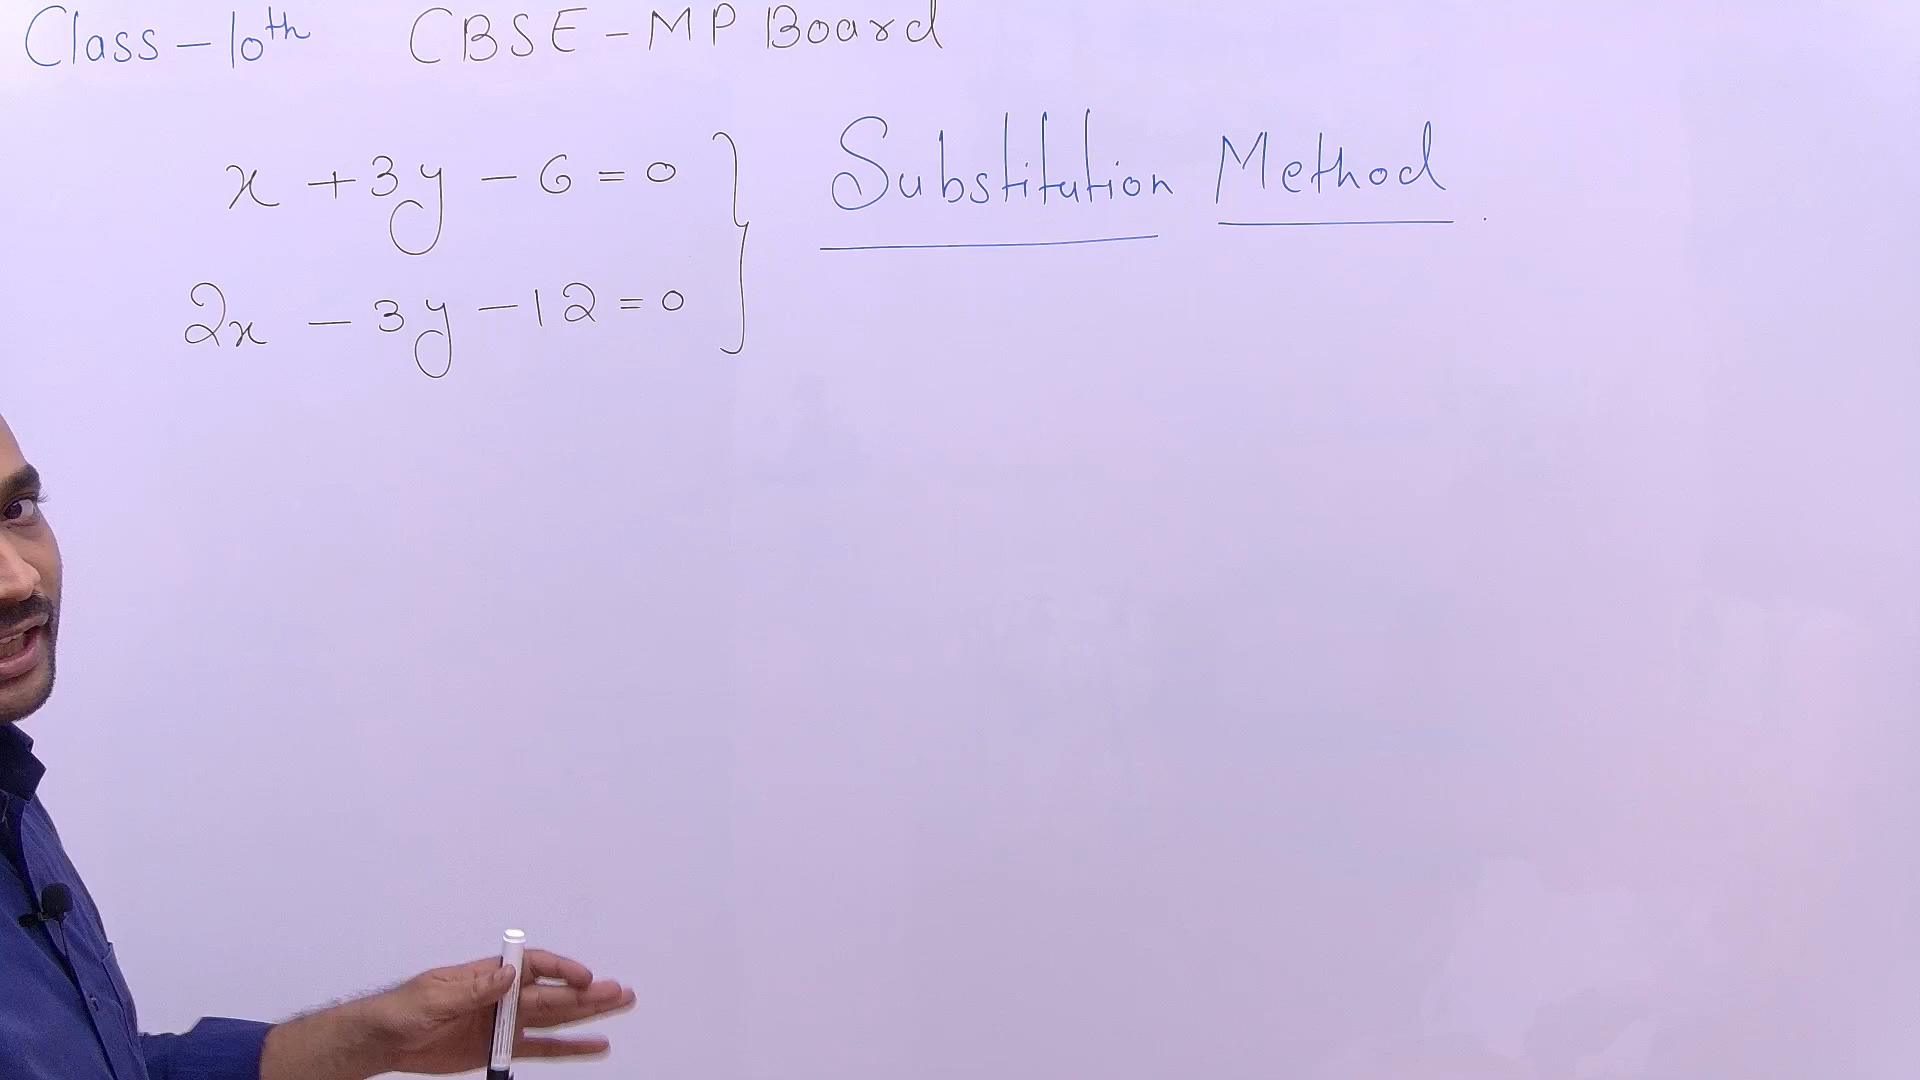 Class - 10th CBSE - MP Board
x + 3y - 6 = 0
2x - 3y - 12 = 0
Substitution Method